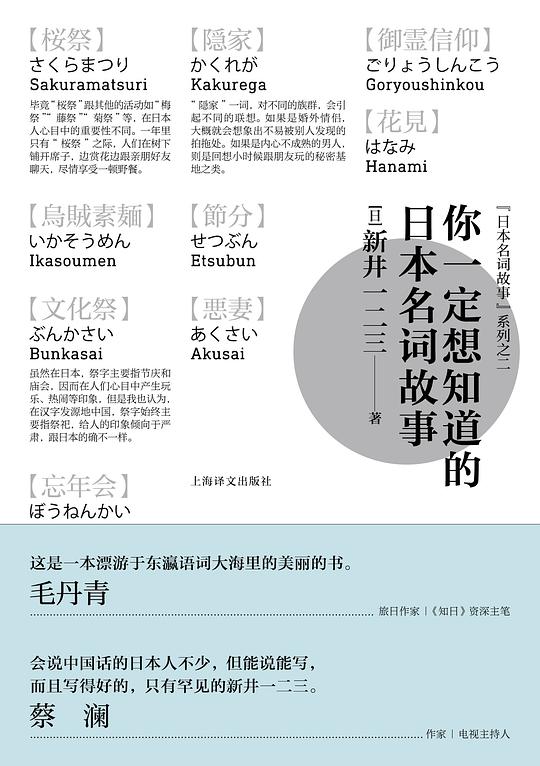 【桜祭】
さくらまつり
Sakuramatsuri
毕竟“桜祭”跟其他的活动如“梅
祭”“藤祭”“菊祭”等，在日本
人心目中的重要性不同。一年里
只有“桜祭”之际，人们在树下
铺开席子，边赏花边跟亲朋好友
聊天，尽情享受一顿野餐。
【隠家】
かくれが
Kakurega
“隠家”一词，对不同的族群，会引
起不同的联想。如果是婚外情侣，
大概就会想象出不易被别人发现的
拍拖处。如果是内心不成熟的男人，
则是回想小时候跟朋友玩的秘密基
地之类。
【御霊信仰】
ごりょうしんこう
Goryoushinkou
【花見】
はなみ
Hanami
【烏賊素麺】
いかそうめん
Ikasoumen
【節分】
せつぶん
Etsubun
【文化祭】
ぶんかさい
Bunkasai
虽然在日本，祭字主要指节庆和
庙会，因而在人们心目中产生玩
乐、热闹等印象，但是我也认为，
在汉字发源地中国，祭字始终主
要指祭祀，给人的印象倾向于严
肃，跟日本的确不一样。
【悪妻】
あくさい
Akusai
【忘年会】
ぼうねんかい
『日本名词故事』系列之二
你一定想知道的
日本名词故事
[日]新井一二三——著
上海译文出版社
这是一本漂游于东瀛语词大海里的美丽的书。
毛丹青
旅日作家｜《知日》资深主笔
会说中国话的日本人不少，但能说能写，
而且写得好的，只有罕见的新井一二三。
蔡 澜
作家｜电视主持人